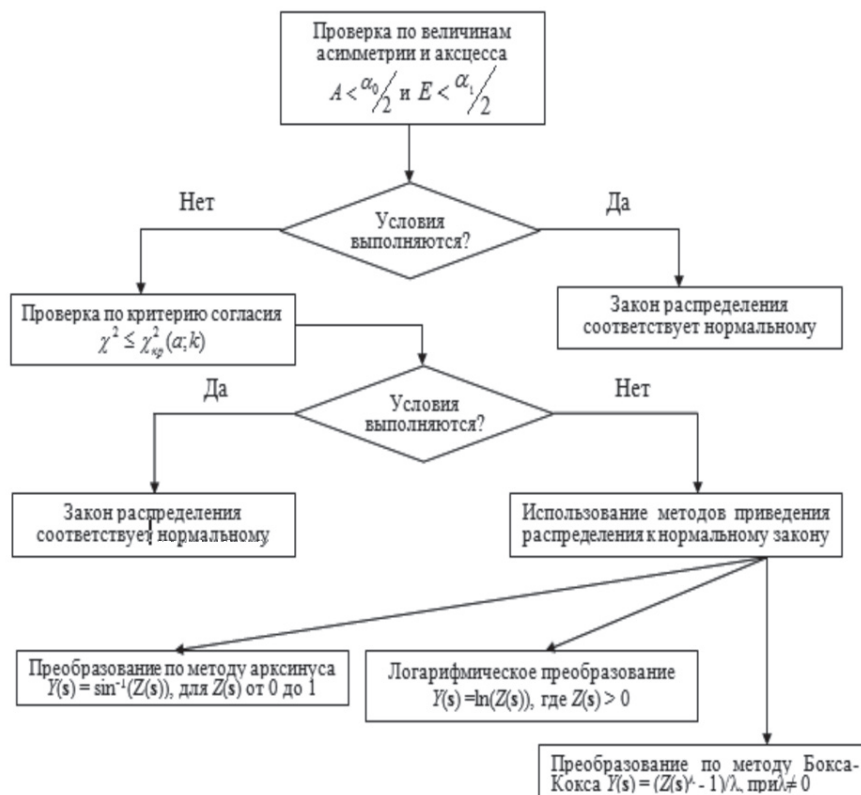 Проверка по величинам
асимметрии и аксцесса
A < α₀/2 и E < α₁/2
Нет
Условия
выполняются?
Да
Проверка по критерию согласия
χ² ≤ χ²кр(a; k)
Закон распределения
соответствует нормальному
Да
Условия
выполняются?
Нет
Закон распределения
соответствует нормальному
Использование методов приведения
распределения к нормальному закону
Преобразование по методу арксинуса
Y(s) = sin⁻¹(Z(s)), для Z(s) от 0 до 1
Логарифмическое преобразование
Y(s) =ln(Z(s)), где Z(s) > 0
Преобразование по методу Бокса-
Кокса Y(s) = (Z(s)^λ - 1)/λ, приλ≠ 0